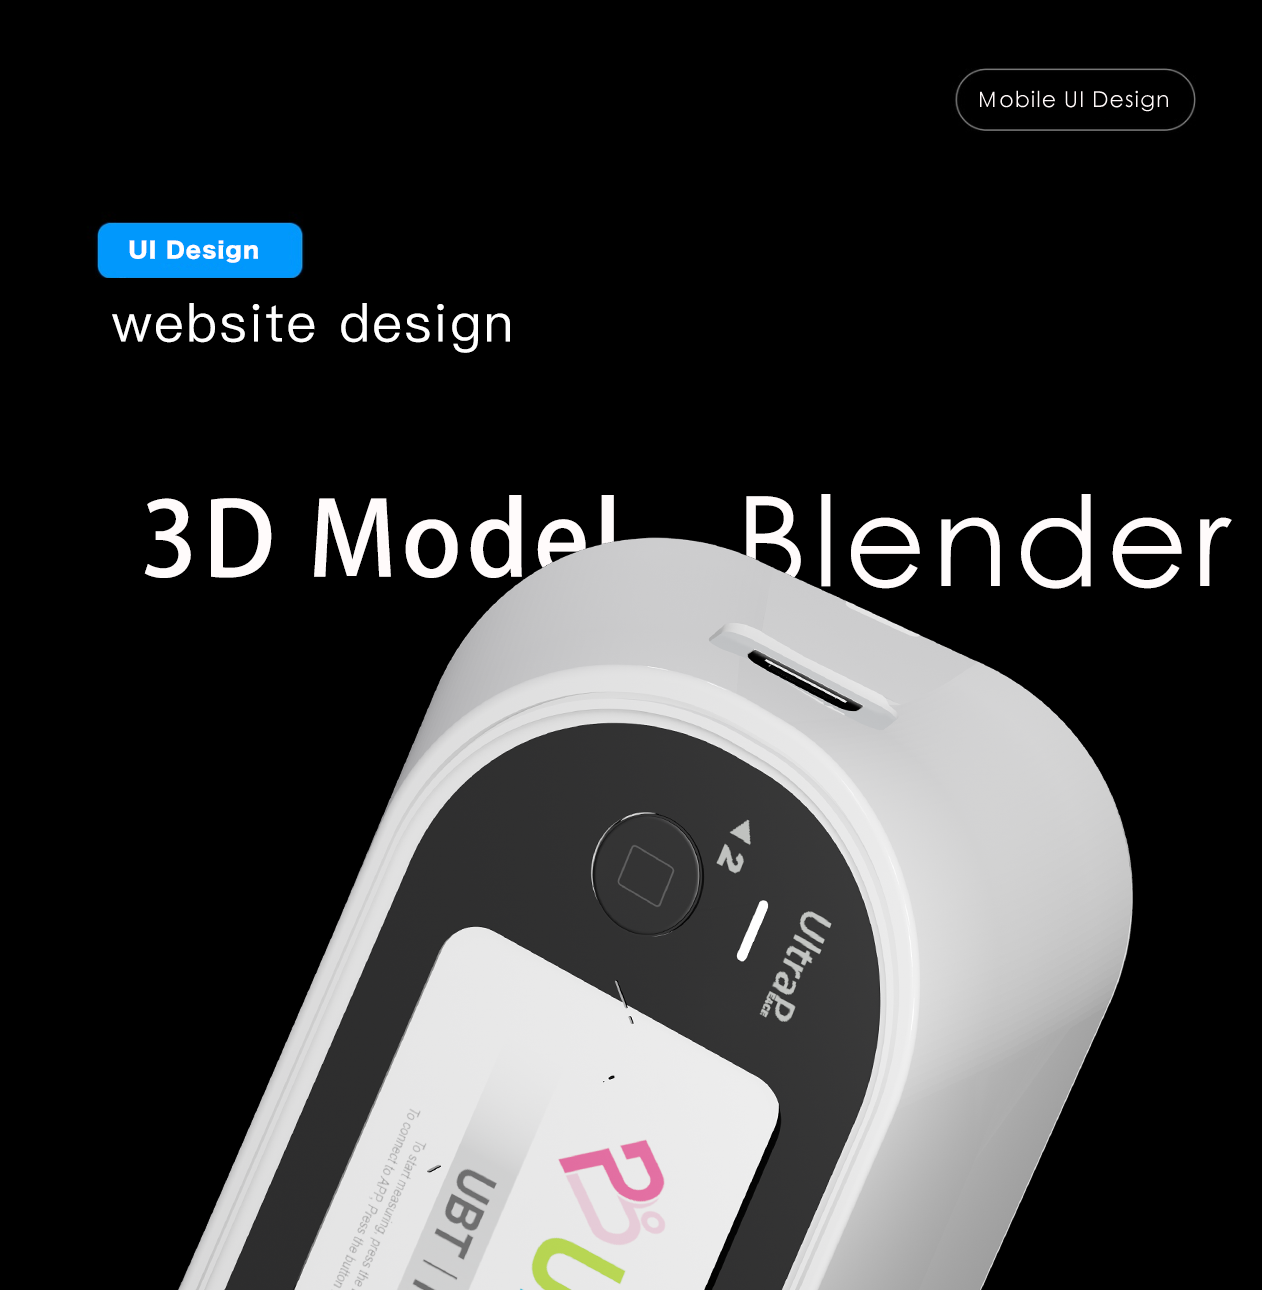 Mobile UI Design
UI Design
website design
3D Model
Blender
2
UltraPEACE
UBT
To start measuring, press the
To connect to APP, Press the button